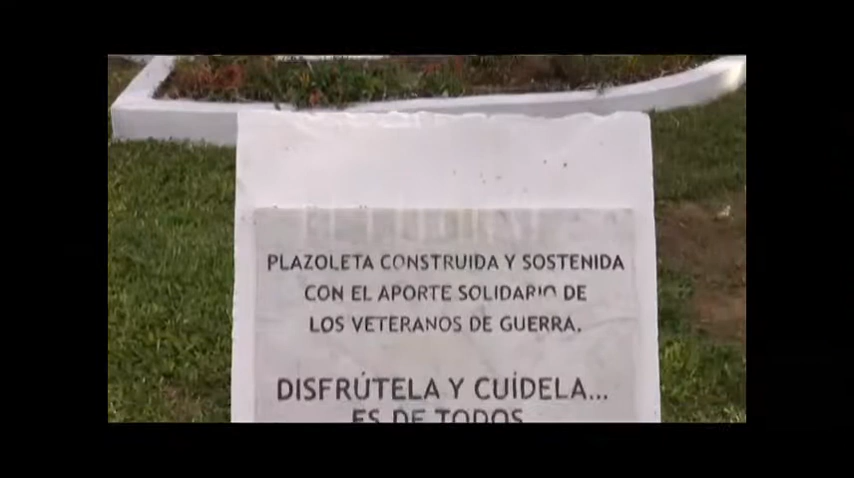 PLAZOLETA CONSTRUIDA Y SOSTENIDA
CON EL APORTE SOLIDARIO DE
LOS VETERANOS DE GUERRA.
DISFRÚTELA Y CUÍDELA...
ES DE TODOS